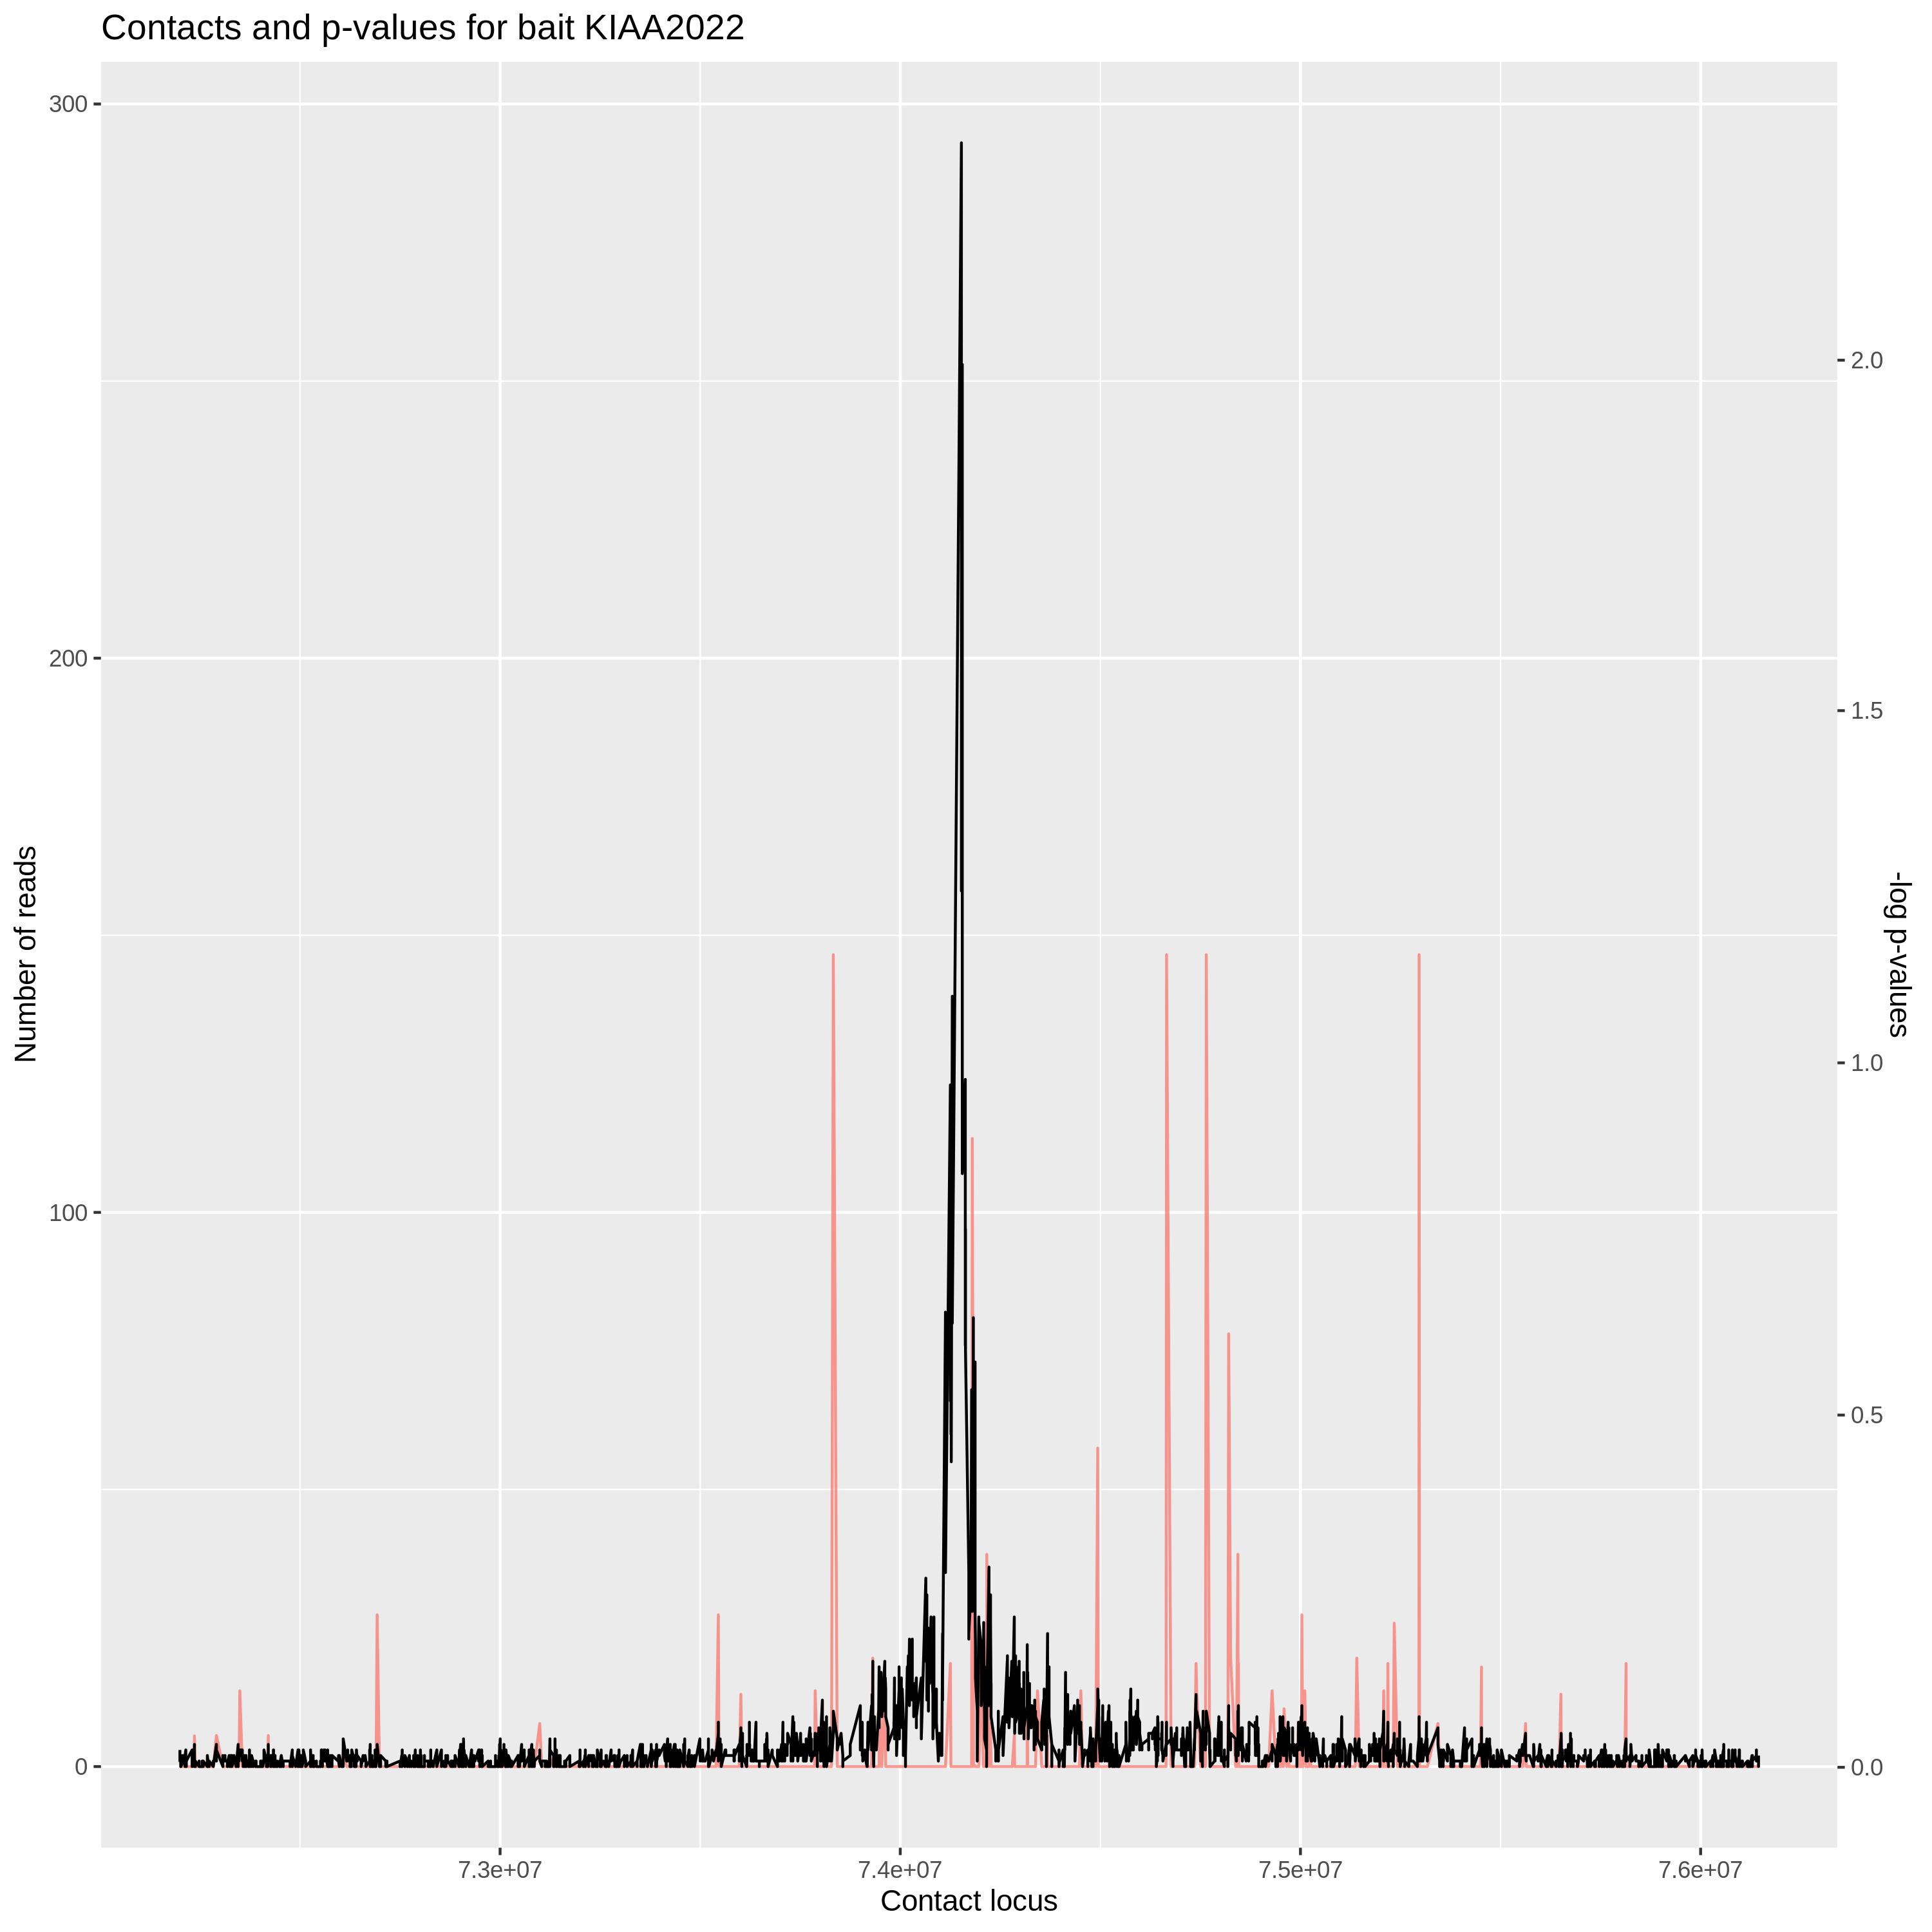 Contacts and p-values for bait KIAA2022
300
200
100
0
Number of reads
2.0
1.5
1.0
0.5
0.0
-log p-values
7.3e+07
7.4e+07
7.5e+07
7.6e+07
Contact locus